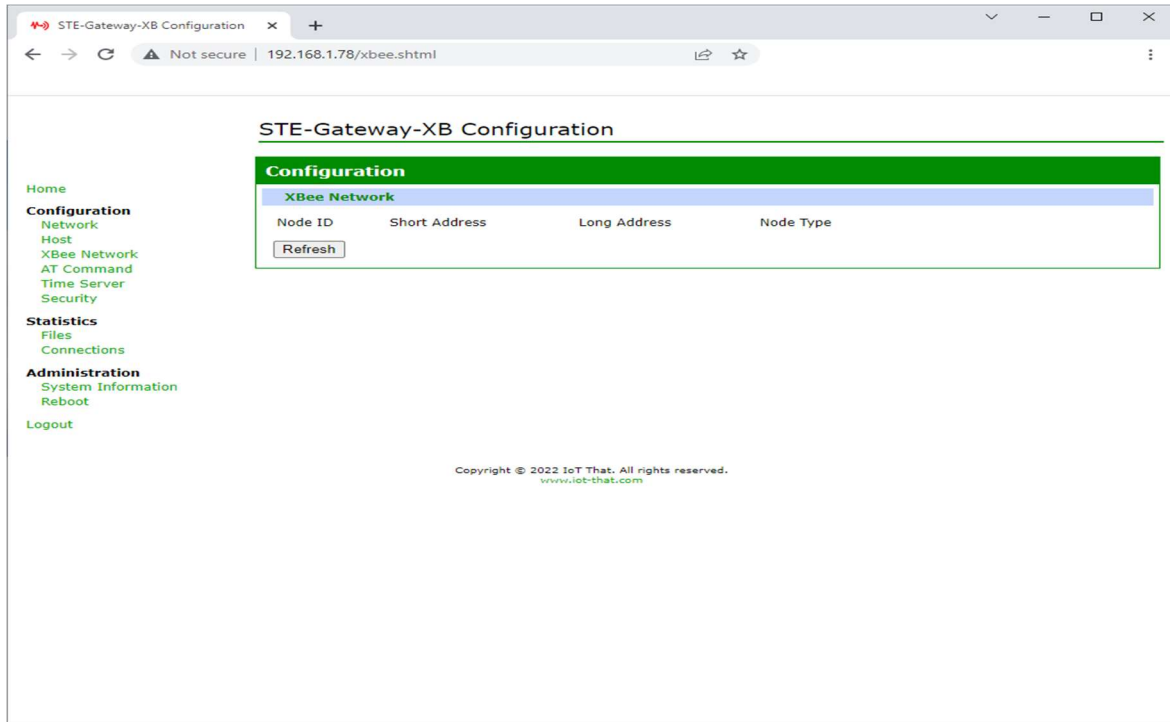 STE-Gateway-XB Configuration
Not secure | 192.168.1.78/xbee.shtml
STE-Gateway-XB Configuration
Configuration
XBee Network
Node ID Short Address Long Address Node Type
Refresh
Home
Configuration
Network
Host
XBee Network
AT Command
Time Server
Security
Statistics
Files
Connections
Administration
System Information
Reboot
Logout
Copyright © 2022 IoT That. All rights reserved.
www.iot-that.com